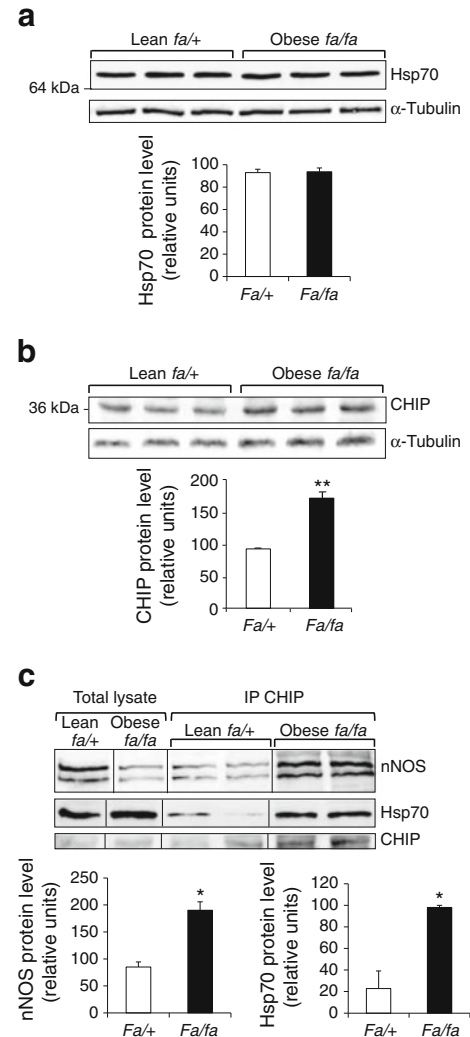 a
Lean fa/+ Obese fa/fa
Hsp70
64 kDa
α-Tubulin
Hsp70 protein level
(relative units)
100
80
60
40
20
0
Fa/+ Fa/fa
b
Lean fa/+ Obese fa/fa
36 kDa CHIP
α-Tubulin
CHIP protein level
(relative units)
200
150
100
50
0
**
Fa/+ Fa/fa
c
Total lysate IP CHIP
Lean fa/+ Obese fa/fa Lean fa/+ Obese fa/fa
nNOS
Hsp70
CHIP
nNOS protein level
(relative units)
250
200
150
100
50
0
*
Fa/+ Fa/fa
Hsp70 protein level
(relative units)
120
100
80
60
40
20
0
*
Fa/+ Fa/fa